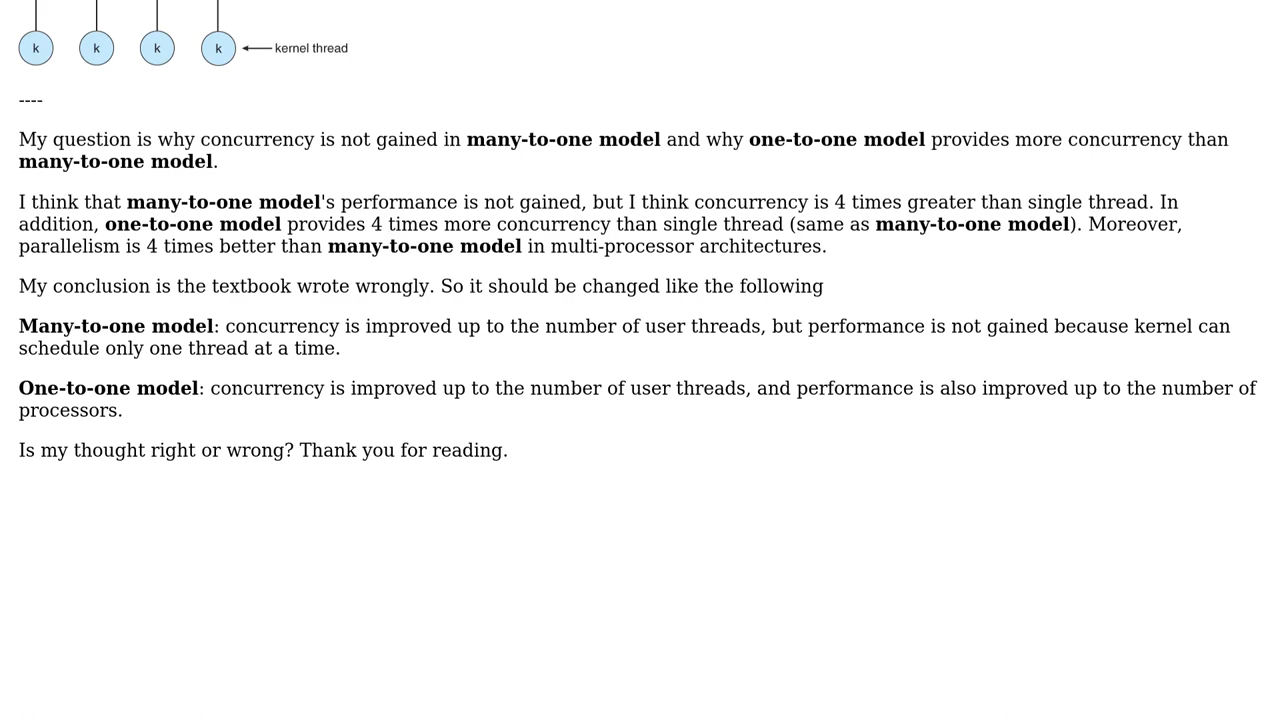 k k k k kernel thread
----
My question is why concurrency is not gained in many-to-one model and why one-to-one model provides more concurrency than
many-to-one model.
I think that many-to-one model's performance is not gained, but I think concurrency is 4 times greater than single thread. In
addition, one-to-one model provides 4 times more concurrency than single thread (same as many-to-one model). Moreover,
parallelism is 4 times better than many-to-one model in multi-processor architectures.
My conclusion is the textbook wrote wrongly. So it should be changed like the following
Many-to-one model: concurrency is improved up to the number of user threads, but performance is not gained because kernel can
schedule only one thread at a time.
One-to-one model: concurrency is improved up to the number of user threads, and performance is also improved up to the number of
processors.
Is my thought right or wrong? Thank you for reading.